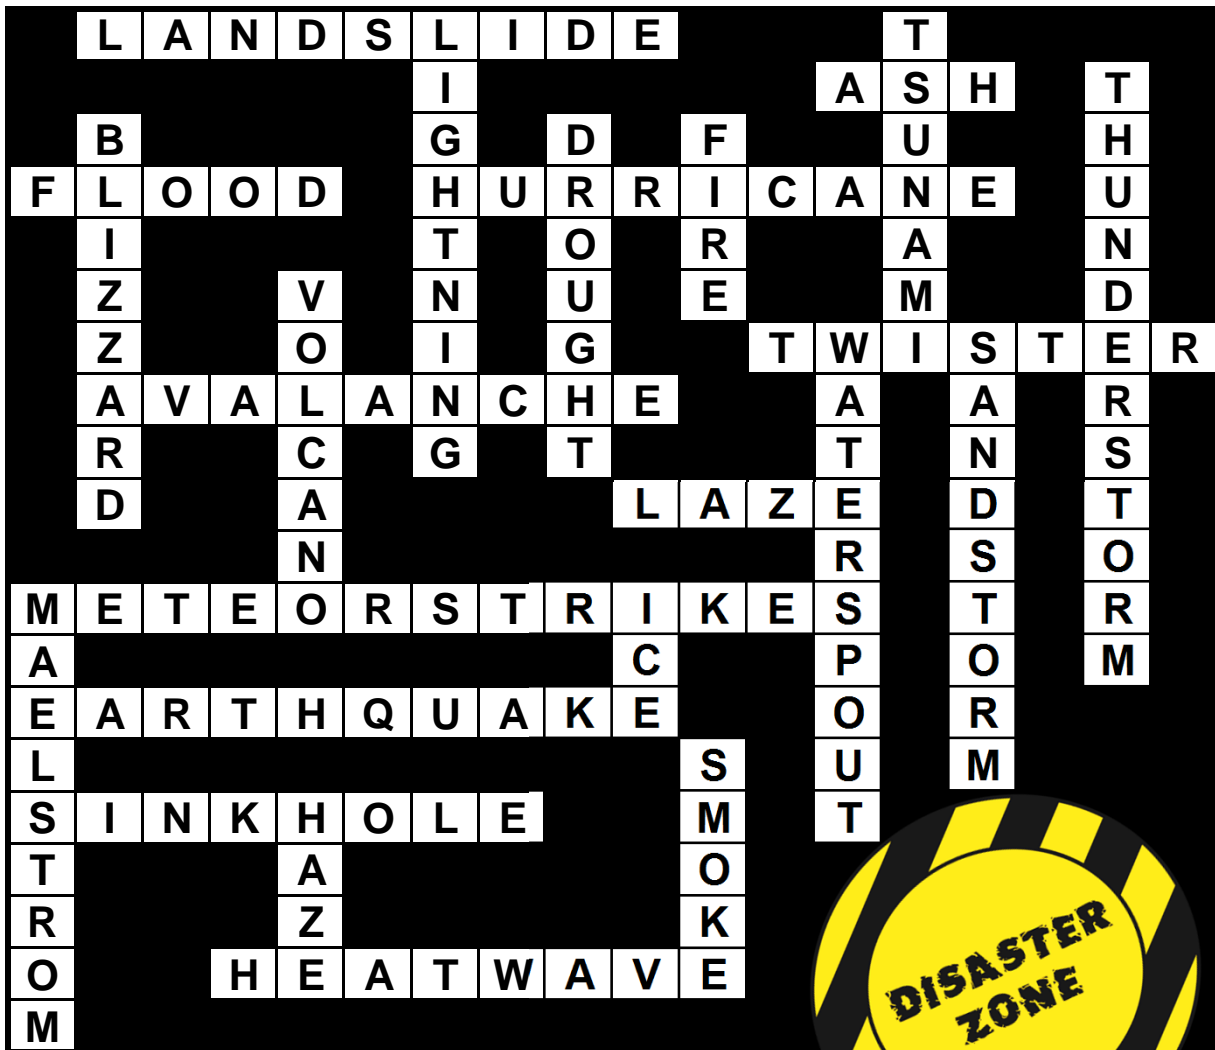 LANDSLIDE T
I ASH T
B G D F U H
FLOOD HURRICANE U
I T O R A N
Z V N U E M D
Z O I G TWISTER
AVALANCHE A A R
R C G T T N S
D A LAZE D T
N R S O
METEORSTRIKES T R
A C P O M
EARTHQUAKE O R
L S U M
SINKHOLE M T
T A O
R Z K
O HEATWAVE
M
DISASTER
ZONE